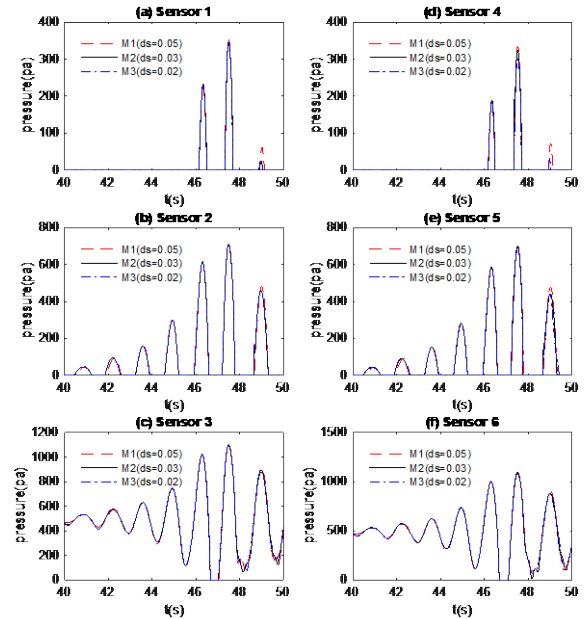 (a) Sensor 1
pressure(pa)
400
300
200
100
0
M1(ds=0.05)
M2(ds=0.03)
M3(ds=0.02)
40 42 44 46 48 50
t(s)
(d) Sensor 4
pressure(pa)
400
300
200
100
0
M1(ds=0.05)
M2(ds=0.03)
M3(ds=0.02)
40 42 44 46 48 50
t(s)
(b) Sensor 2
pressure(pa)
800
600
400
200
0
M1(ds=0.05)
M2(ds=0.03)
M3(ds=0.02)
40 42 44 46 48 50
t(s)
(e) Sensor 5
pressure(pa)
800
600
400
200
0
M1(ds=0.05)
M2(ds=0.03)
M3(ds=0.02)
40 42 44 46 48 50
t(s)
(c) Sensor 3
pressure(pa)
1200
1000
800
600
400
200
0
M1(ds=0.05)
M2(ds=0.03)
M3(ds=0.02)
40 42 44 46 48 50
t(s)
(f) Sensor 6
pressure(pa)
1500
1000
500
0
M1(ds=0.05)
M2(ds=0.03)
M3(ds=0.02)
40 42 44 46 48 50
t(s)